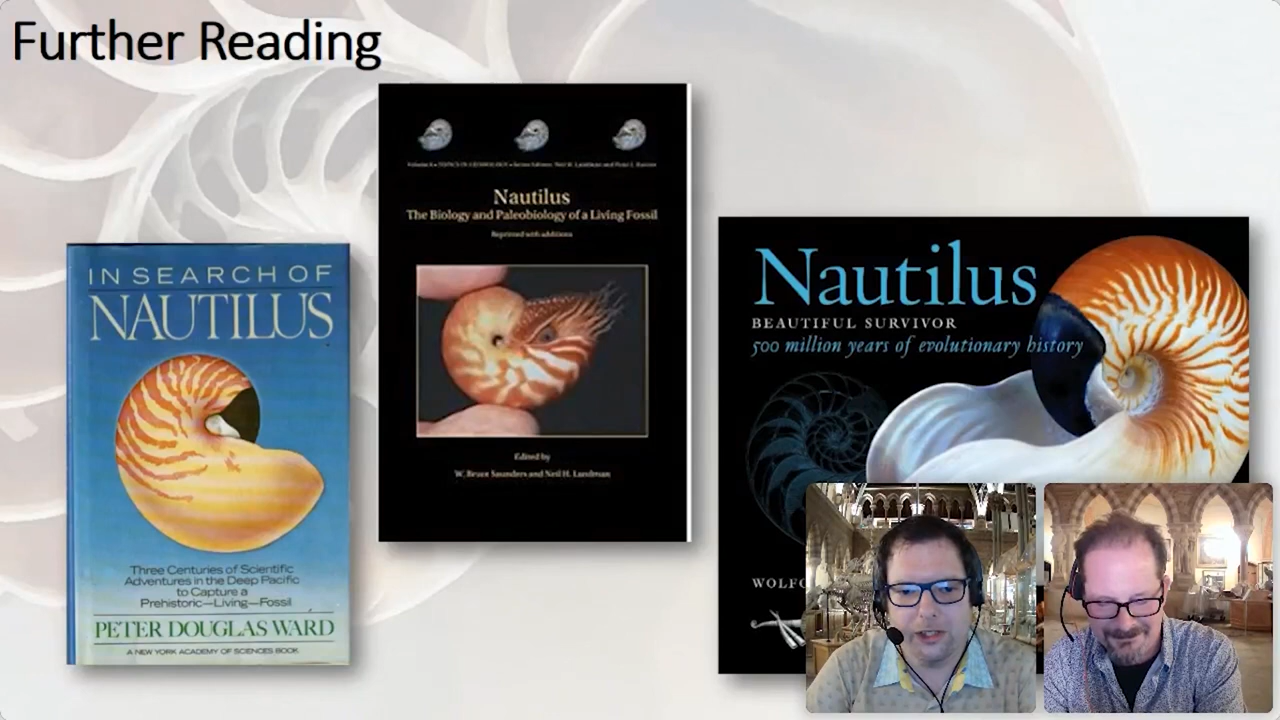 Further Reading
IN SEARCH OF
NAUTILUS
Three Centuries of Scientific
Adventures in the Deep Pacific
to Capture a
Prehistoric—Living—Fossil
PETER DOUGLAS WARD
A NEW YORK ACADEMY OF SCIENCES BOOK
Nautilus
The Biology and Paleobiology of a Living Fossil
Reprinted with additions
Edited by
W. Bruce Saunders and Neil H. Landman
Nautilus
BEAUTIFUL SURVIVOR
500 million years of evolutionary history
WOLFG